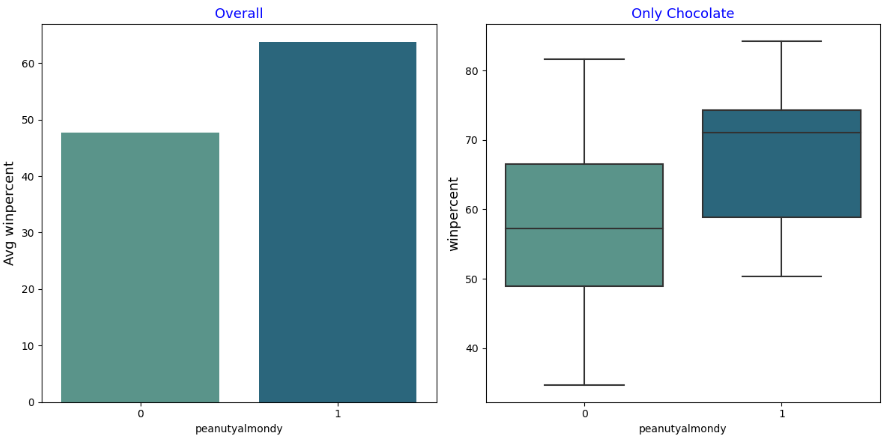 Overall
Avg winpercent
60
50
40
30
20
10
0
0 1
peanutyalmondy
Only Chocolate
winpercent
80
70
60
50
40
0 1
peanutyalmondy